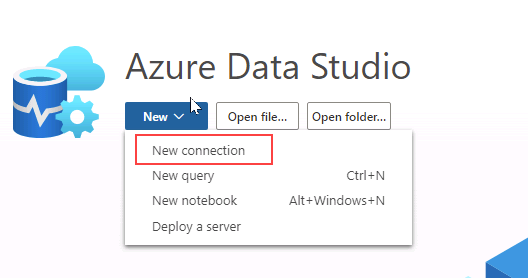 Azure Data Studio
New Open file... Open folder...
New connection
New query Ctrl+N
New notebook Alt+Windows+N
Deploy a server